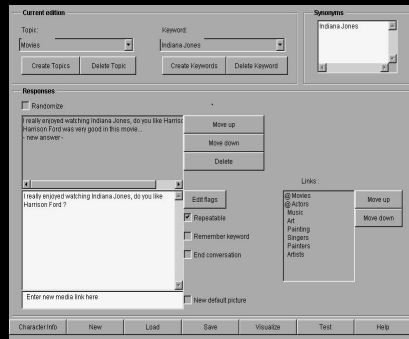 Current edition
Synonyms
Topic:
Keyword:
Movies
Indiana Jones
Indiana Jones
Create Topics
Delete Topic
Create Keywords
Delete Keyword
Responses
Randomize
I really enjoyed watching Indiana Jones, do you like Harriso
Harrison Ford was very good in this movie...
- new answer -
Move up
Move down
Delete
I really enjoyed watching Indiana Jones, do you like
Harrison Ford ?
Edit flags
Repeatable
Remember keyword
End conversation
Links :
@ Movies
@ Actors
Music
Art
Painting
Singers
Painters
Artists
Move up
Move down
Enter new media link here
New default picture
Character info
New
Load
Save
Visualize
Test
Help